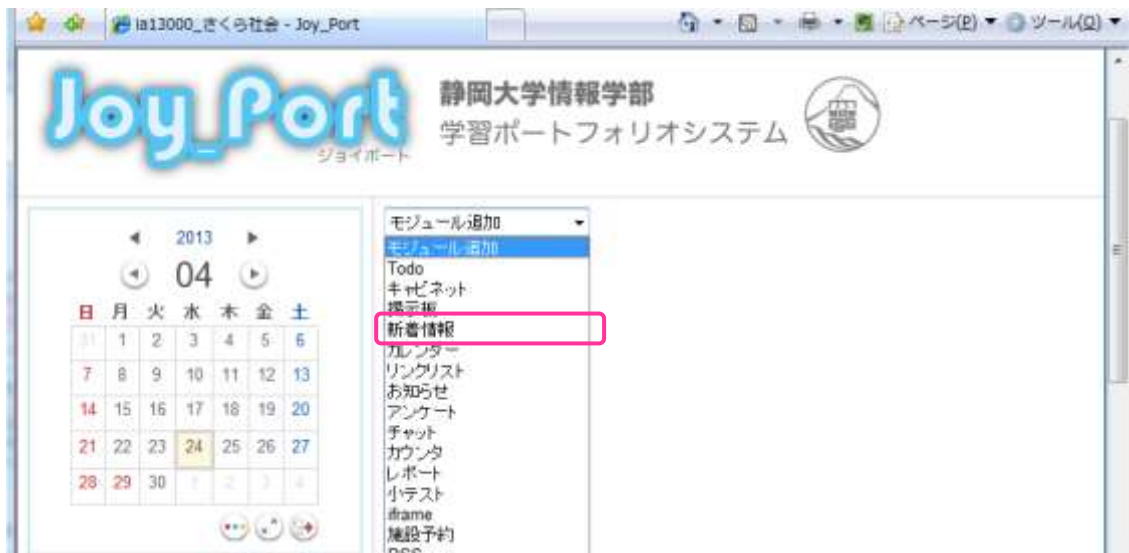 ia13000_さくら社会 - Joy_Port
ページ(P)
ツール(O)
Joy_Port
ジョイポート
静岡大学情報学部
学習ポートフォリオシステム
2013
04
日 月 火 水 木 金 土
31 1 2 3 4 5 6
7 8 9 10 11 12 13
14 15 16 17 18 19 20
21 22 23 24 25 26 27
28 29 30 1 2 3 4
モジュール追加
モジュール追加
Todo
キャビネット
掲示板
新着情報
カレンダー
リンクリスト
お知らせ
アンケート
チャット
カウンタ
レポート
小テスト
iframe
施設予約
RSS